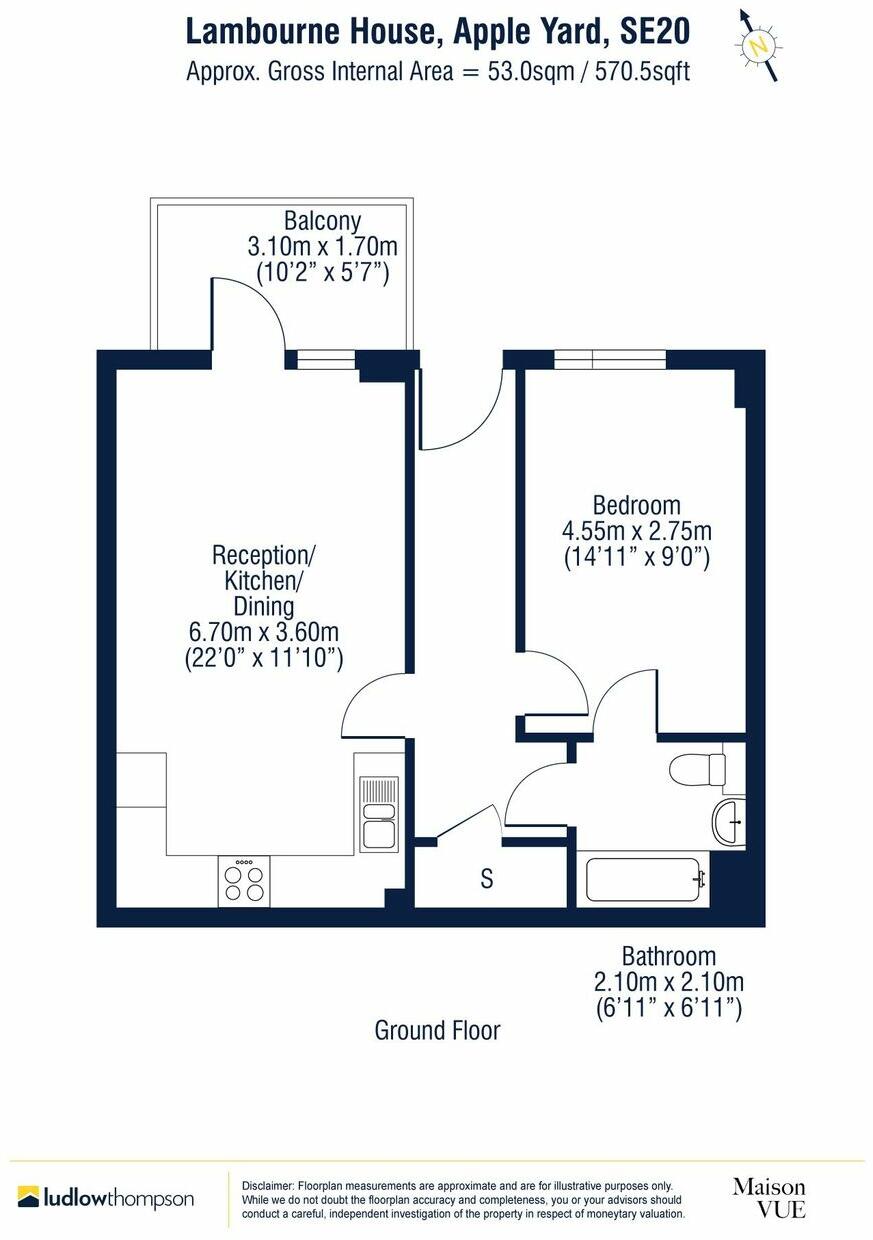 Lambourne House, Apple Yard, SE20
Approx. Gross Internal Area = 53.0sqm / 570.5sqft
N
Balcony
3.10m x 1.70m
(10’2” x 5’7”)
Bedroom
4.55m x 2.75m
(14’11” x 9’0”)
Reception/
Kitchen/
Dining
6.70m x 3.60m
(22’0” x 11’10”)
S
Bathroom
2.10m x 2.10m
(6’11” x 6’11”)
Ground Floor
ludlowthompson
Disclaimer: Floorplan measurements are approximate and are for illustrative purposes only.
While we do not doubt the floorplan accuracy and completeness, you or your advisors should
conduct a careful, independent investigation of the property in respect of moneytary valuation.
Maison
VUE